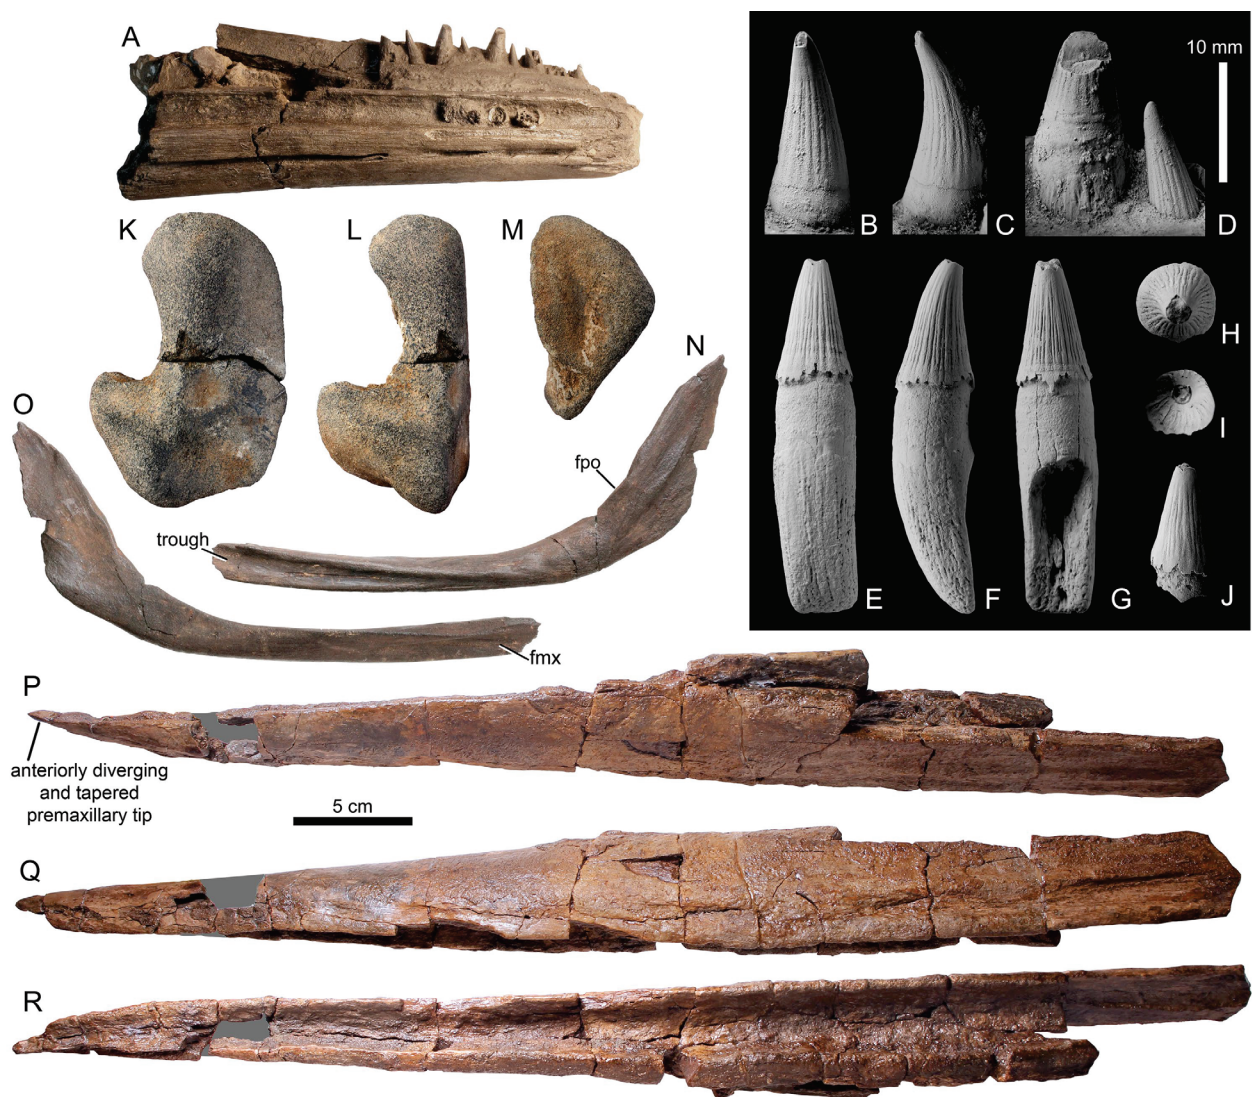 A
10 mm
B
C
D
K
L
M
N
H
O
fpo
I
trough
E
F
G
J
fmx
P
anteriorly diverging
and tapered
premaxillary tip
5 cm
Q
R